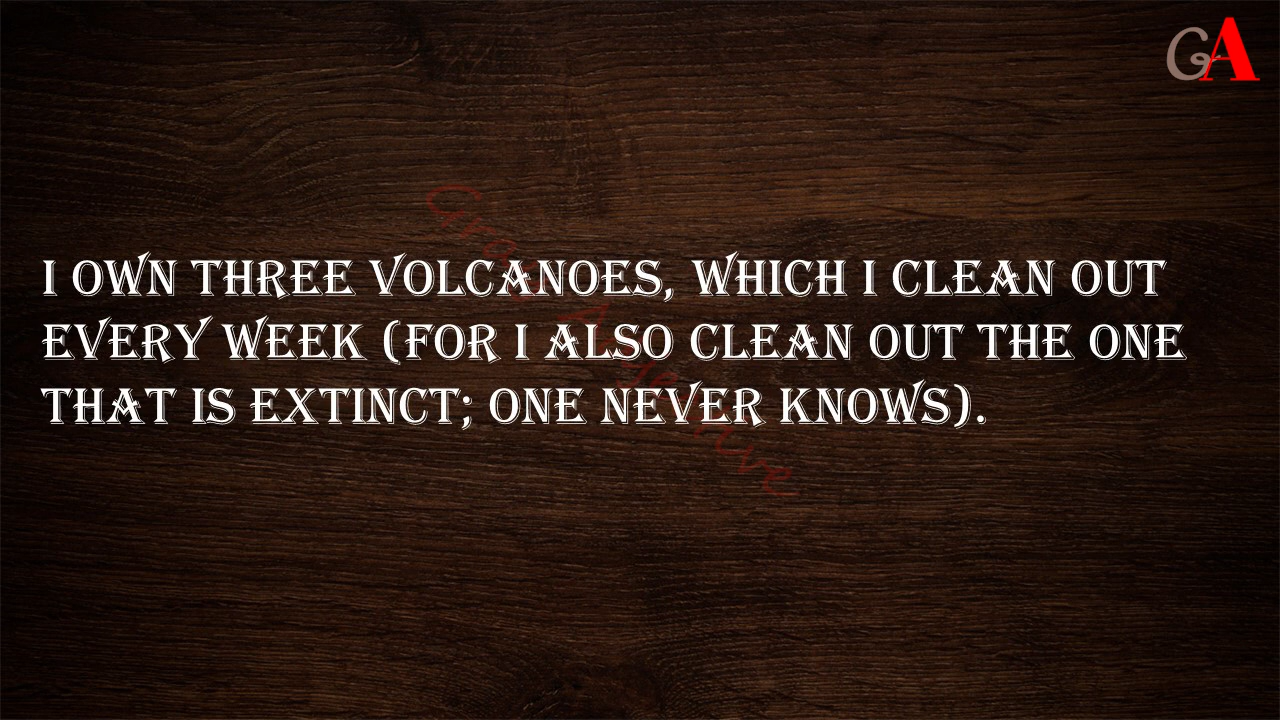 GA
I OWN THREE VOLCANOES, WHICH I CLEAN OUT
EVERY WEEK (FOR I ALSO CLEAN OUT THE ONE
THAT IS EXTINCT; ONE NEVER KNOWS).